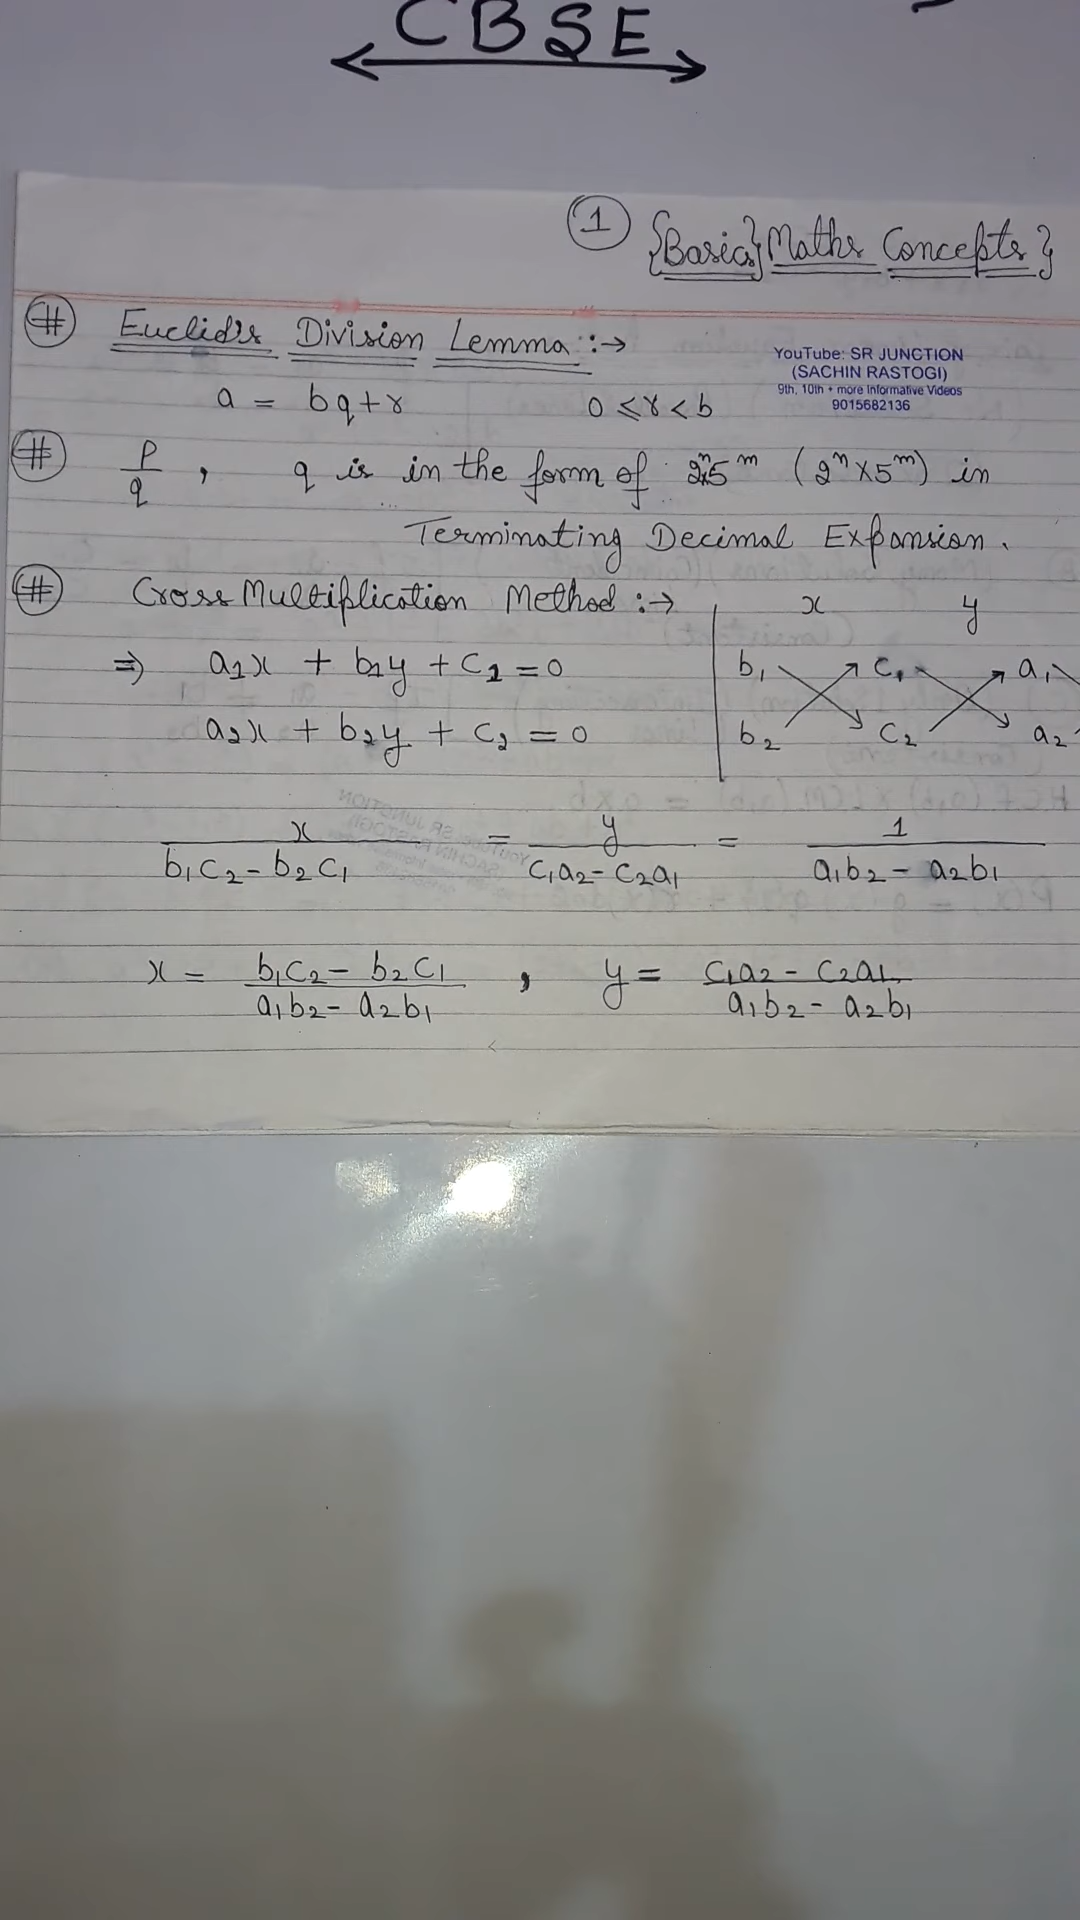 CBSE
1 {Basic} Maths Concepts}
# Euclid's Division Lemma :→
YouTube: SR JUNCTION
(SACHIN RASTOGI)
9th, 10th + more Informative Videos
9015682136
a = bq+r 0 ≤ r < b
# p/q , q is in the form of 2ⁿ×5ᵐ (2ⁿ×5ᵐ) in
Terminating Decimal Expansion.
# Cross Multiplication Method :→ x y
⇒ a₁x + b₁y + c₁ = 0 b₁ c₁ a₁
a₂x + b₂y + c₂ = 0 b₂ c₂ a₂
x/(b₁c₂ - b₂c₁) = y/(c₁a₂ - c₂a₁) = 1/(a₁b₂ - a₂b₁)
x = (b₁c₂ - b₂c₁)/(a₁b₂ - a₂b₁) , y = (c₁a₂ - c₂a₁)/(a₁b₂ - a₂b₁)